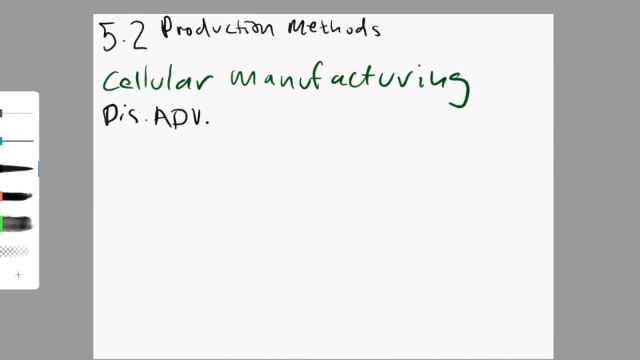 5.2 Production Methods
Cellular manufacturing
Dis. ADV.